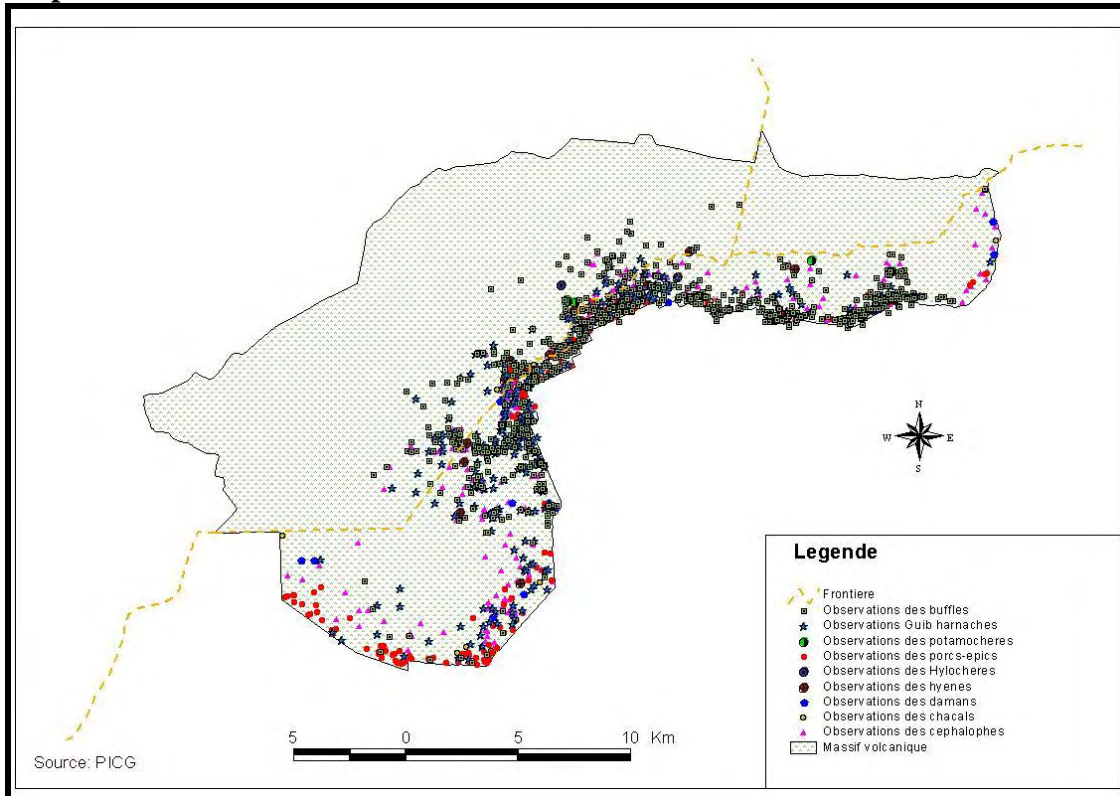 N
W E
S
Legende
Frontiere
Observations des buffles
Observations Guib harnaches
Observations des potamocheres
Observations des porcs-epics
Observations des Hylocheres
Observations des hyenes
Observations des damans
Observations des chacals
Observations des cephalophes
Massif volcanique
5 0 5 10 Km
Source: PICG